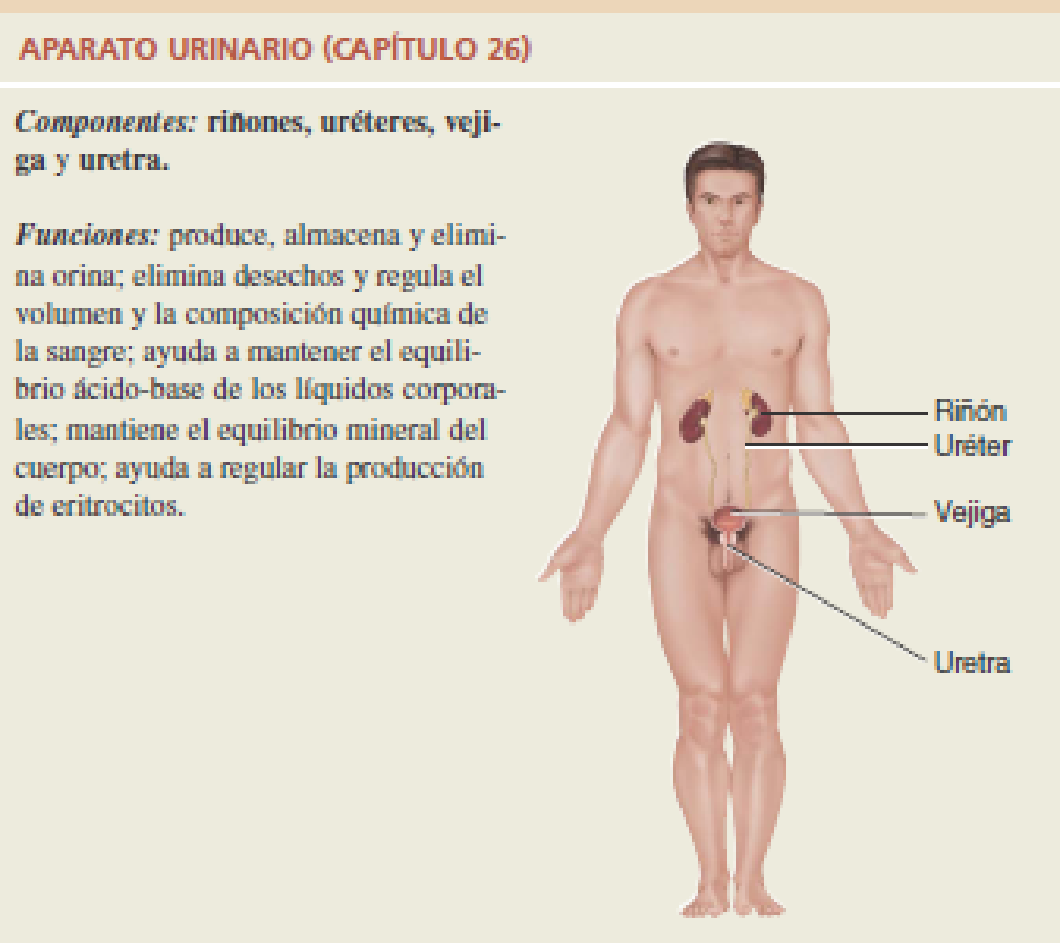 APARATO URINARIO (CAPÍTULO 26)
Componentes: riñones, uréteres, veji-
ga y uretra.
Funciones: produce, almacena y elimi-
na orina; elimina desechos y regula el
volumen y la composición química de
la sangre; ayuda a mantener el equili-
brio ácido-base de los líquidos corpora-
les; mantiene el equilibrio mineral del
cuerpo; ayuda a regular la producción
de eritrocitos.
Riñón
Uréter
Vejiga
Uretra